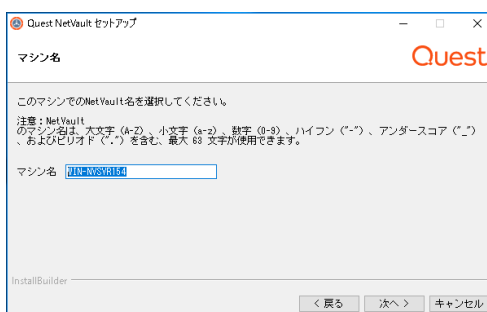 Quest NetVault セットアップ
マシン名
Quest
このマシンでのNetVault名を選択してください。
注意：NetVault
のマシン名は、大文字 (A-Z) 、小文字 (a-z) 、数字 (0-9) 、ハイフン ("-") 、アンダースコア ("_")
、およびピリオド (".") を含む、最大 63 文字が使用できます。
マシン名 WIN-NVSVR154
InstallBuilder
< 戻る 次へ > キャンセル